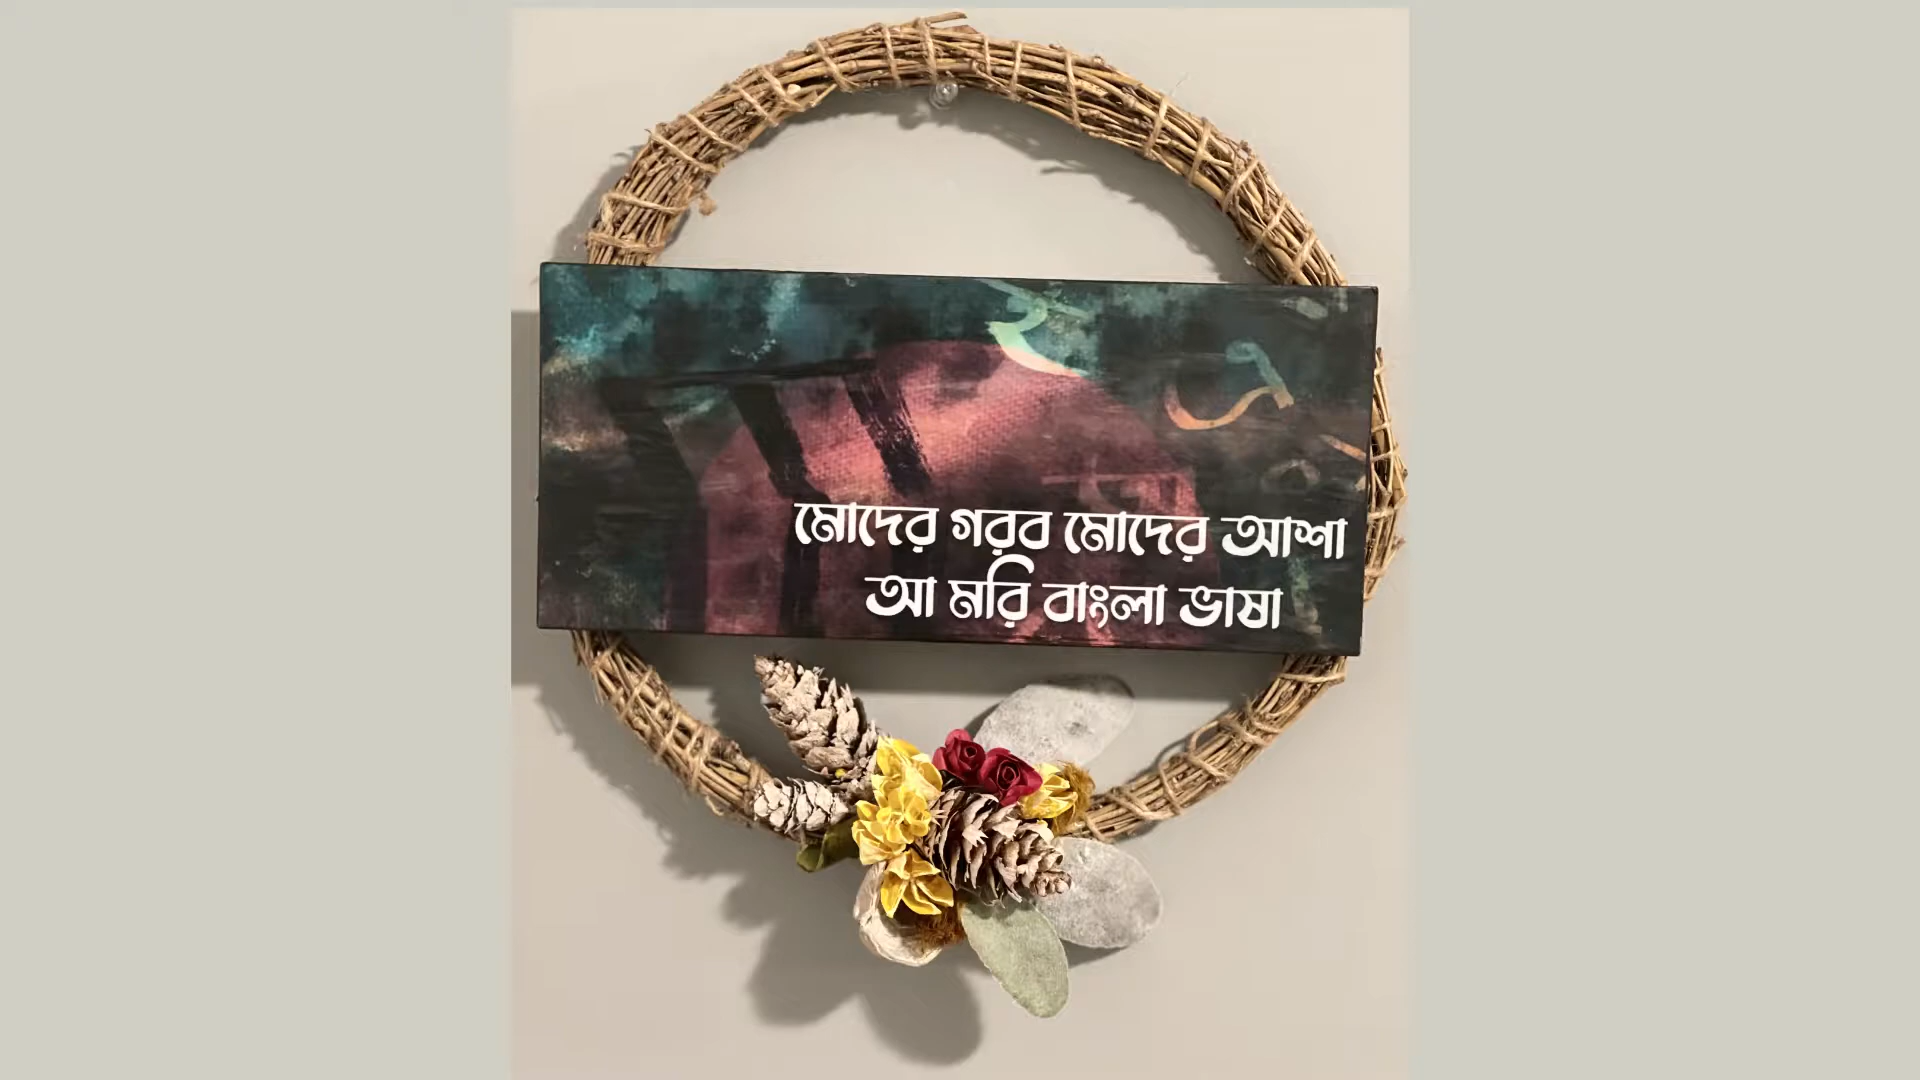 মোদের গরব মোদের আশা
আ মরি বাংলা ভাষা